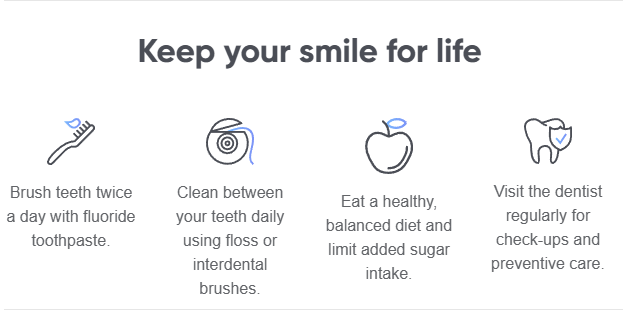 Keep your smile for life
Brush teeth twice
a day with fluoride
toothpaste.
Clean between
your teeth daily
using floss or
interdental
brushes.
Eat a healthy,
balanced diet and
limit added sugar
intake.
Visit the dentist
regularly for
check-ups and
preventive care.